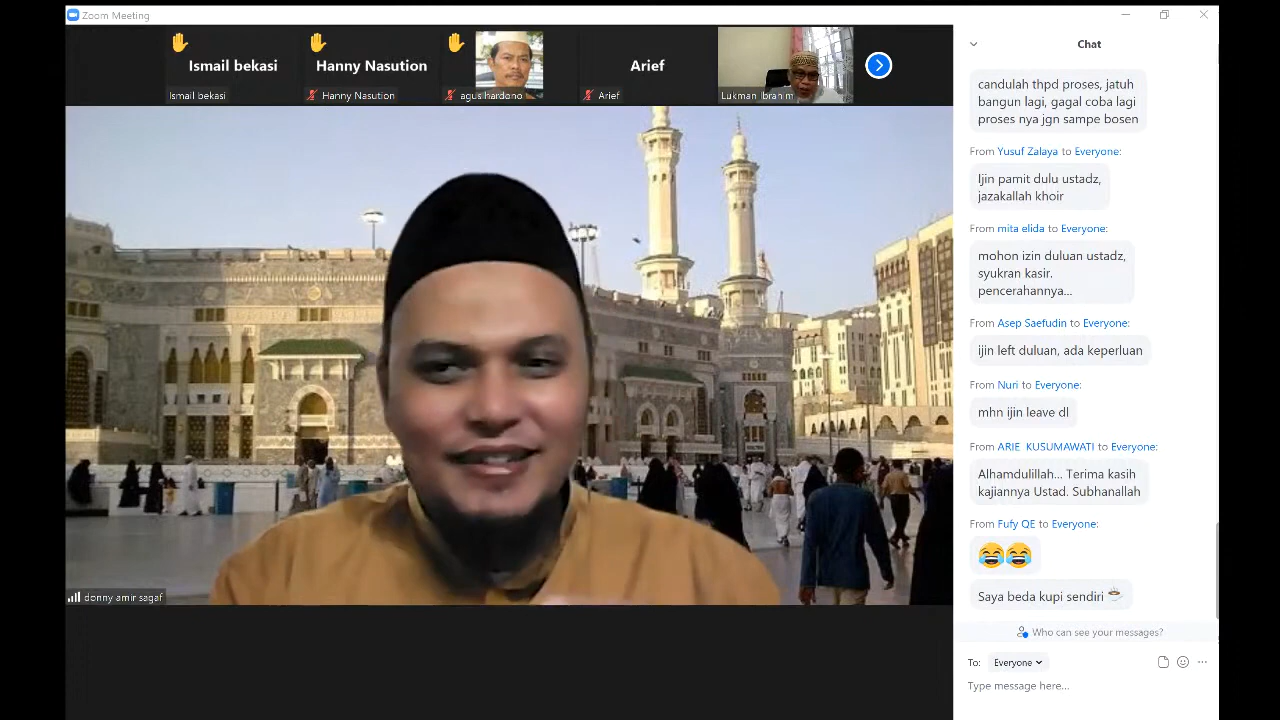 Zoom Meeting
Ismail bekasi
Hanny Nasution
Arief
Ismail bekasi
Hanny Nasution
agus hardono
Arief
Lukman Ibrahim
donny amir sagaf
Chat
candulah thpd proses, jatuh
bangun lagi, gagal coba lagi
proses nya jgn sampe bosen
From Yusuf Zalaya to Everyone:
Ijin pamit dulu ustadz,
jazakallah khoir
From mita elida to Everyone:
mohon izin duluan ustadz,
syukran kasir.
pencerahannya...
From Asep Saefudin to Everyone:
ijin left duluan, ada keperluan
From Nuri to Everyone:
mhn ijin leave dl
From ARIE KUSUMAWATI to Everyone:
Alhamdulillah... Terima kasih
kajiannya Ustad. Subhanallah
From Fufy QE to Everyone:
😂😂
Saya beda kupi sendiri ☕
Who can see your messages?
To: Everyone
Type message here...